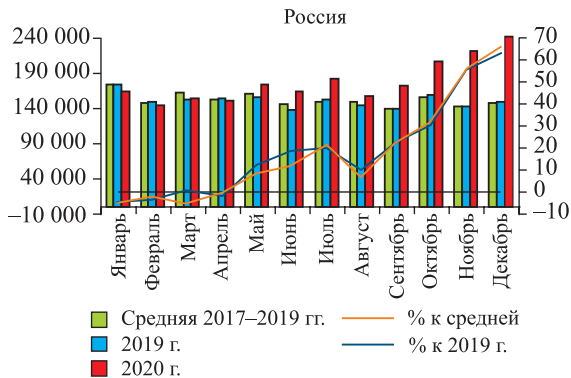 Россия
240 000
190 000
140 000
90 000
40 000
–10 000
70
60
50
40
30
20
10
0
–10
Январь
Февраль
Март
Апрель
Май
Июнь
Июль
Август
Сентябрь
Октябрь
Ноябрь
Декабрь
Средняя 2017–2019 гг.
2019 г.
2020 г.
% к средней
% к 2019 г.